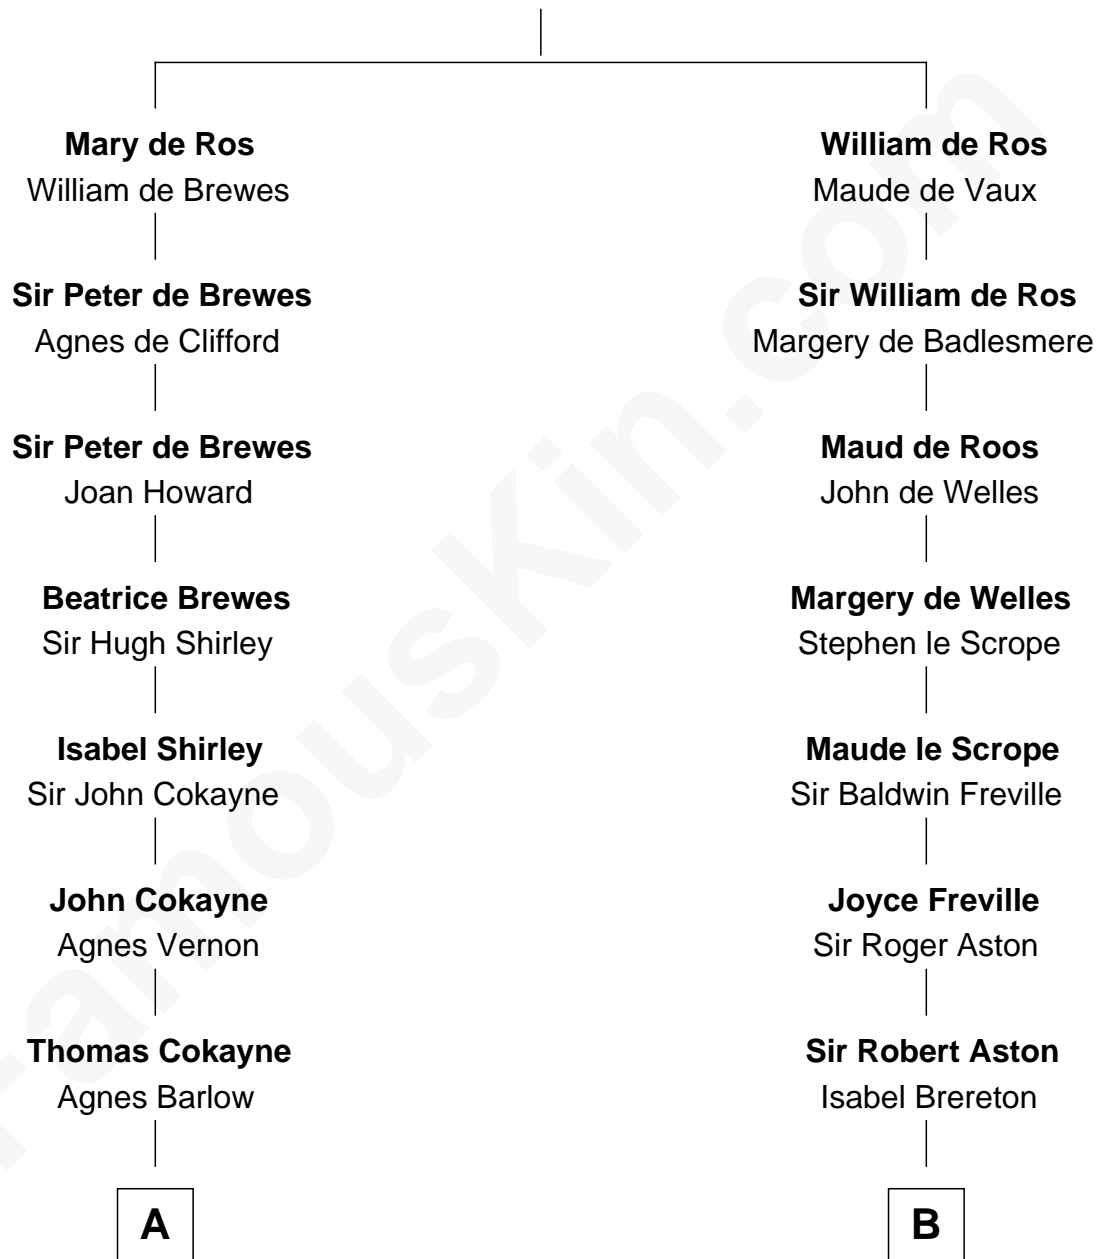 Mary de Ros
William de Brewes
William de Ros
Maude de Vaux
Sir Peter de Brewes
Agnes de Clifford
Sir William de Ros
Margery de Badlesmere
Sir Peter de Brewes
Joan Howard
Maud de Roos
John de Welles
Beatrice Brewes
Sir Hugh Shirley
Margery de Welles
Stephen le Scrope
Isabel Shirley
Sir John Cokayne
Maude le Scrope
Sir Baldwin Freville
John Cokayne
Agnes Vernon
Joyce Freville
Sir Roger Aston
Thomas Cokayne
Agnes Barlow
Sir Robert Aston
Isabel Brereton
A
B
FamousKin.com